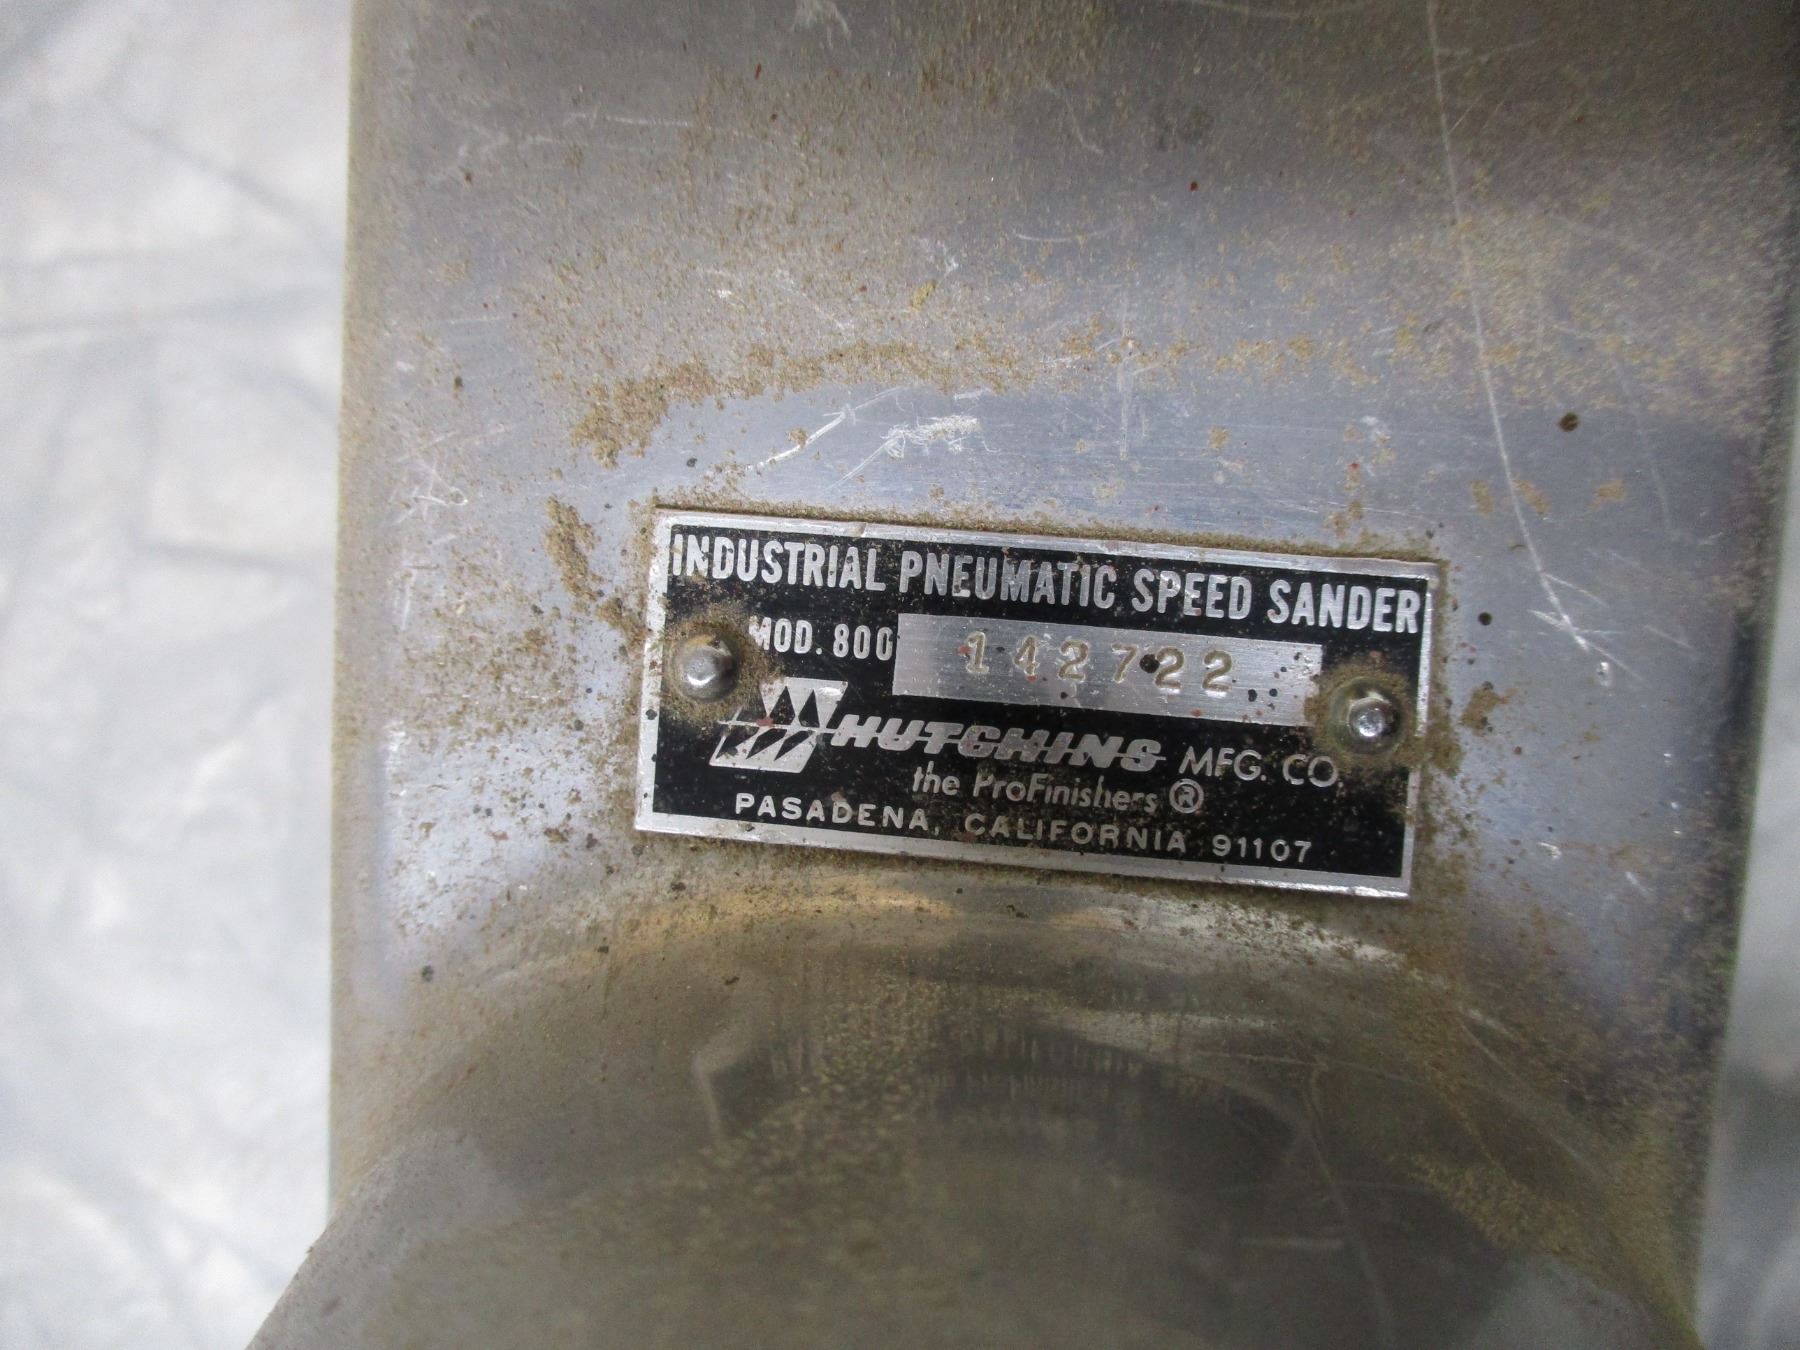 INDUSTRIAL PNEUMATIC SPEED SANDER
MOD. 800 142722
HUTCHINS MFG. CO.
the ProFinishers ®
PASADENA, CALIFORNIA 91107